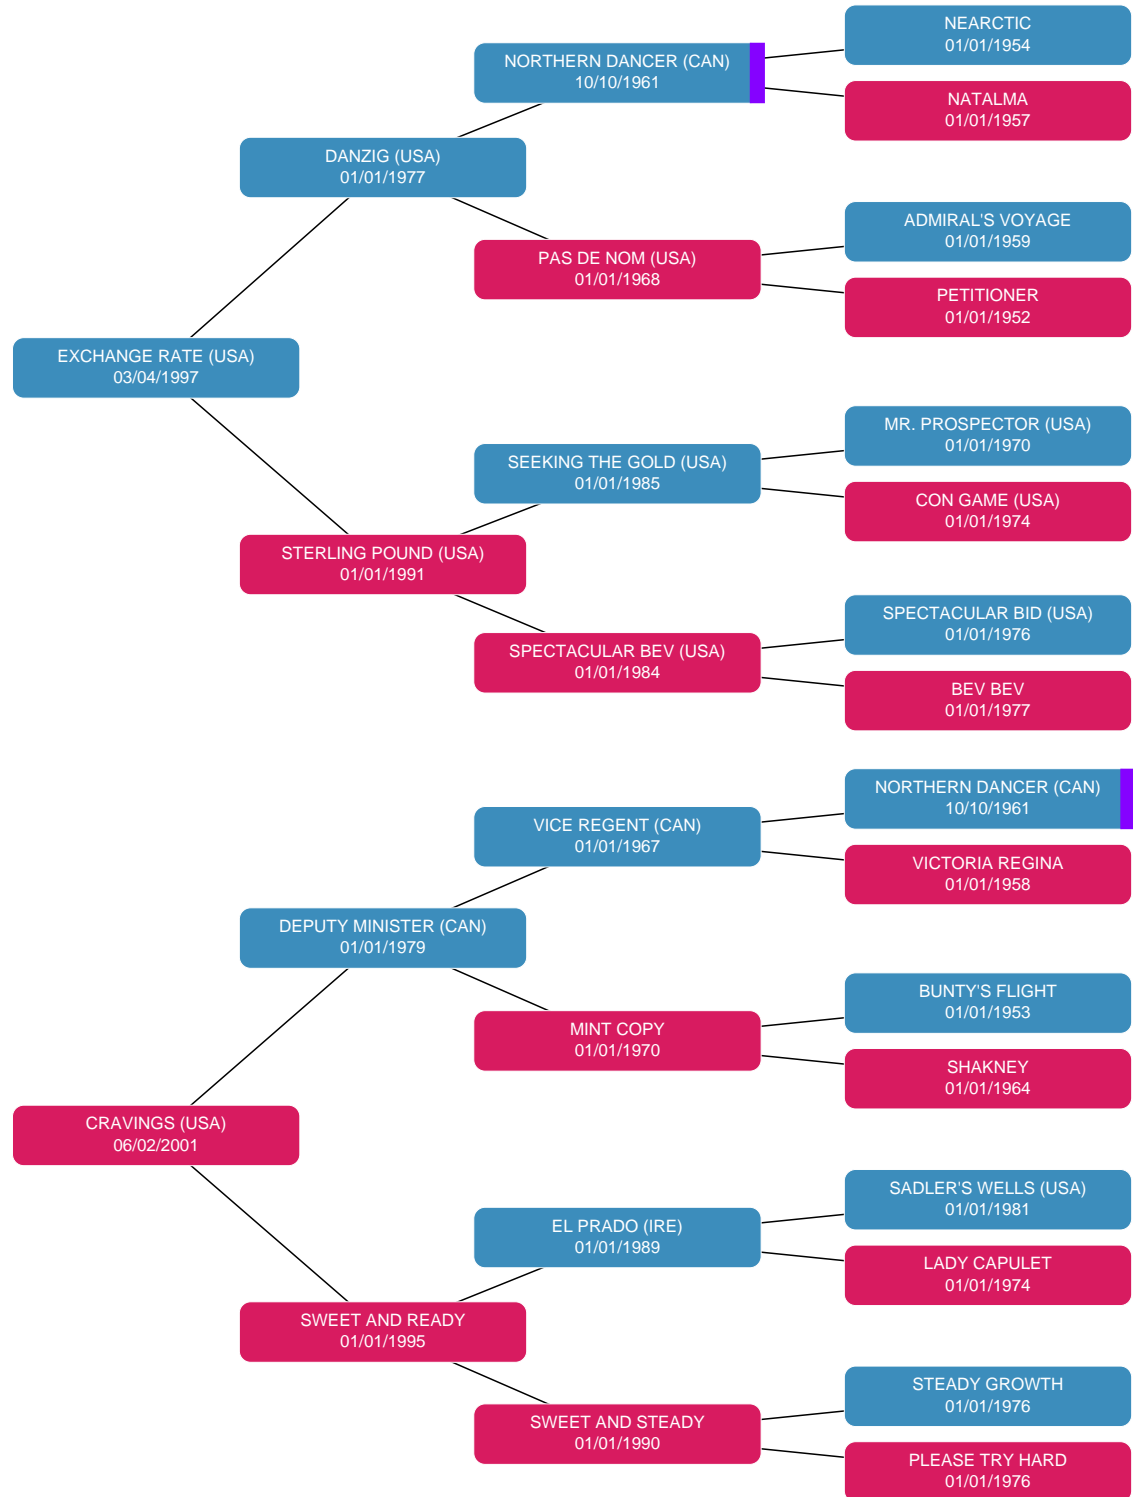 NEARCTIC
01/01/1954
NORTHERN DANCER (CAN)
10/10/1961
NATALMA
01/01/1957
DANZIG (USA)
01/01/1977
ADMIRAL'S VOYAGE
01/01/1959
PAS DE NOM (USA)
01/01/1968
PETITIONER
01/01/1952
EXCHANGE RATE (USA)
03/04/1997
MR. PROSPECTOR (USA)
01/01/1970
SEEKING THE GOLD (USA)
01/01/1985
CON GAME (USA)
01/01/1974
STERLING POUND (USA)
01/01/1991
SPECTACULAR BID (USA)
01/01/1976
SPECTACULAR BEV (USA)
01/01/1984
BEV BEV
01/01/1977
NORTHERN DANCER (CAN)
10/10/1961
VICE REGENT (CAN)
01/01/1967
VICTORIA REGINA
01/01/1958
DEPUTY MINISTER (CAN)
01/01/1979
BUNTY'S FLIGHT
01/01/1953
MINT COPY
01/01/1970
SHAKNEY
01/01/1964
CRAVINGS (USA)
06/02/2001
SADLER'S WELLS (USA)
01/01/1981
EL PRADO (IRE)
01/01/1989
LADY CAPULET
01/01/1974
SWEET AND READY
01/01/1995
STEADY GROWTH
01/01/1976
SWEET AND STEADY
01/01/1990
PLEASE TRY HARD
01/01/1976